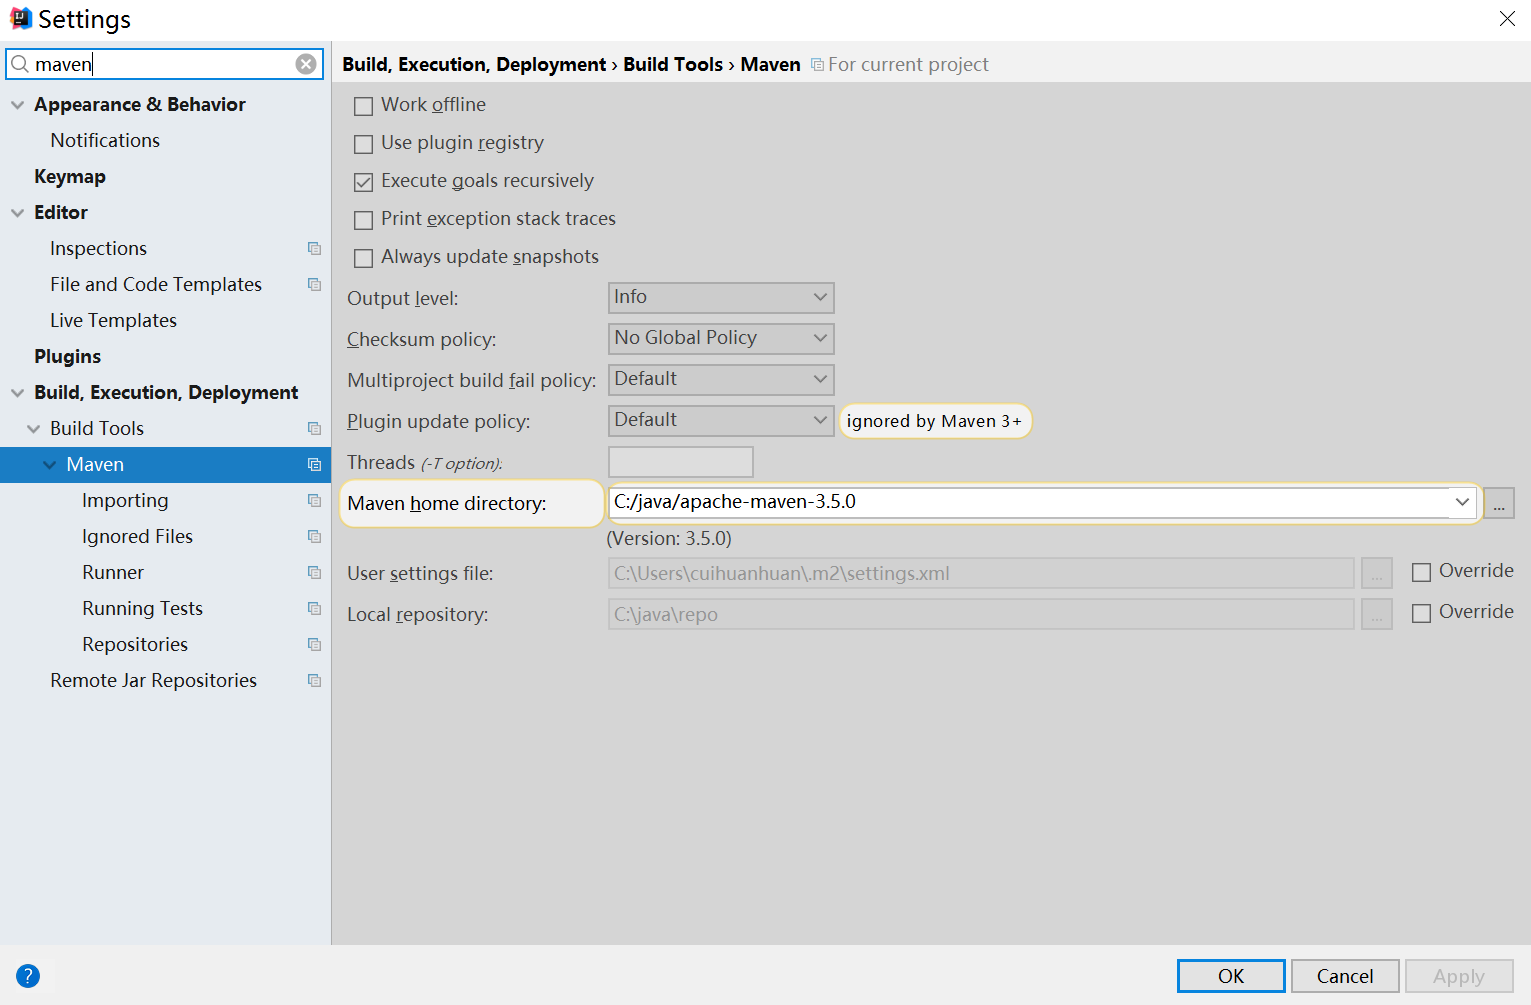 Settings
maven
Appearance & Behavior
Notifications
Keymap
Editor
Inspections
File and Code Templates
Live Templates
Plugins
Build, Execution, Deployment
Build Tools
Maven
Importing
Ignored Files
Runner
Running Tests
Repositories
Remote Jar Repositories
Build, Execution, Deployment › Build Tools › Maven For current project
Work offline
Use plugin registry
Execute goals recursively
Print exception stack traces
Always update snapshots
Output level: Info
Checksum policy: No Global Policy
Multiproject build fail policy: Default
Plugin update policy: Default ignored by Maven 3+
Threads (-T option):
Maven home directory: C:/java/apache-maven-3.5.0 ...
(Version: 3.5.0)
User settings file: C:\Users\cuihuanhuan\.m2\settings.xml ... Override
Local repository: C:\java\repo ... Override
? OK Cancel Apply